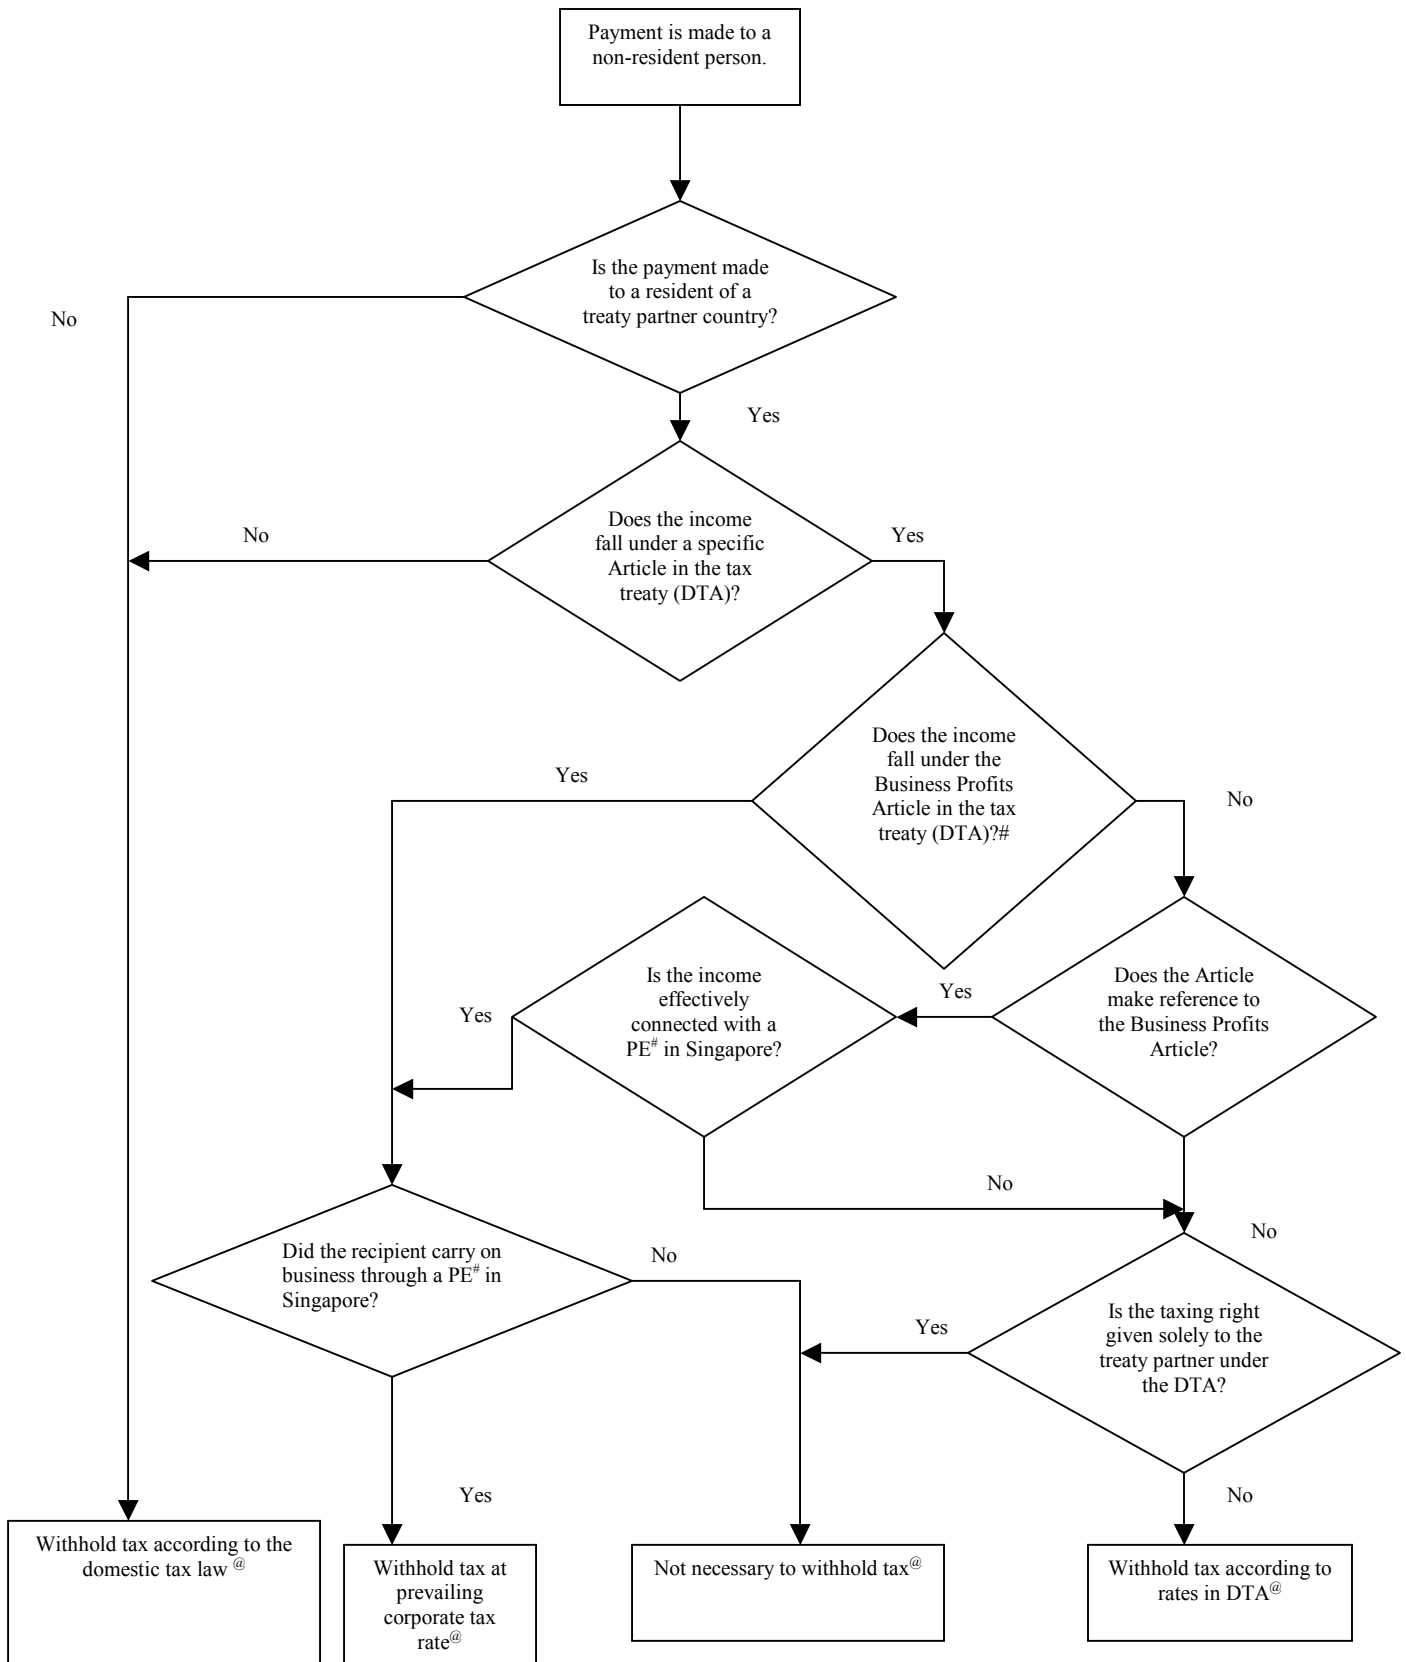 Payment is made to a
non-resident person.
Is the payment made
to a resident of a
treaty partner country?
No
Yes
Does the income
fall under a specific
Article in the tax
treaty (DTA)?
No
Yes
Does the income
fall under the
Business Profits
Article in the tax
treaty (DTA)?#
Yes
No
Is the income
effectively
connected with a
PE# in Singapore?
Yes
Yes
Does the Article
make reference to
the Business Profits
Article?
No
No
Did the recipient carry on
business through a PE# in
Singapore?
No
Yes
Is the taxing right
given solely to the
treaty partner under
the DTA?
Yes
No
Withhold tax according to the
domestic tax law @
Withhold tax at
prevailing
corporate tax
rate@
Not necessary to withhold tax@
Withhold tax according to
rates in DTA@